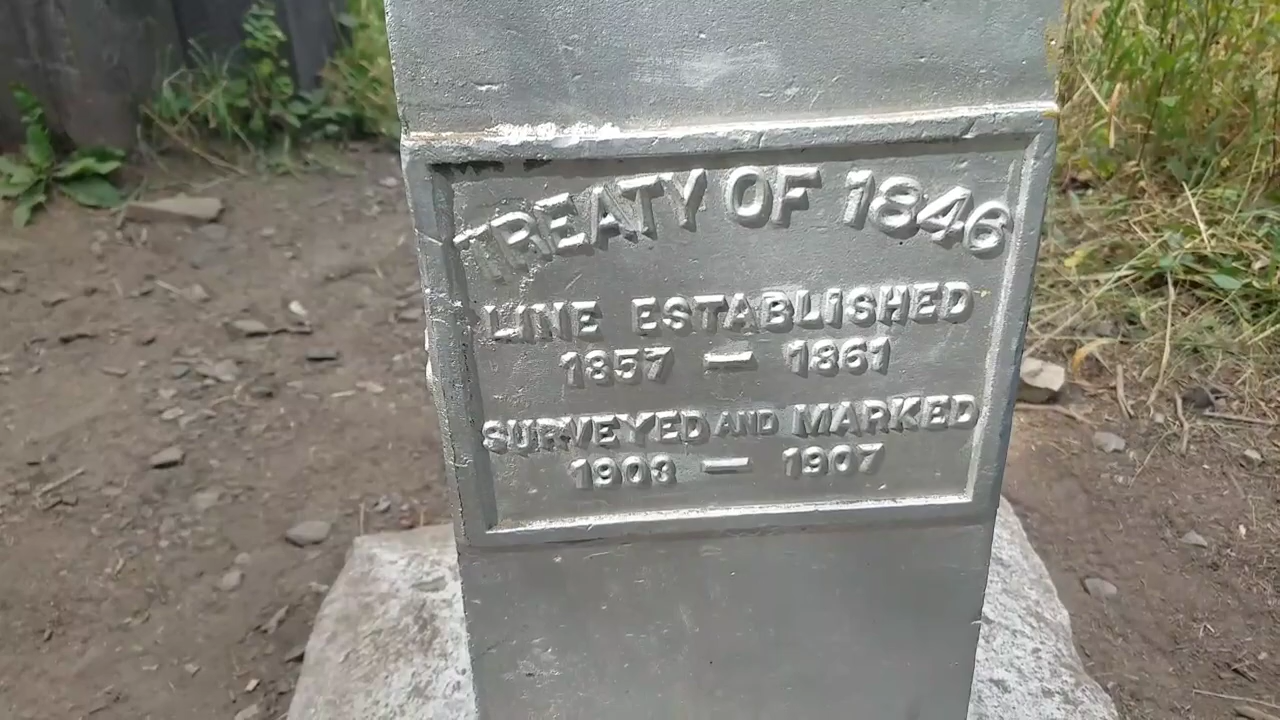 TREATY OF 1846
LINE ESTABLISHED
1857 — 1861
SURVEYED AND MARKED
1903 — 1907